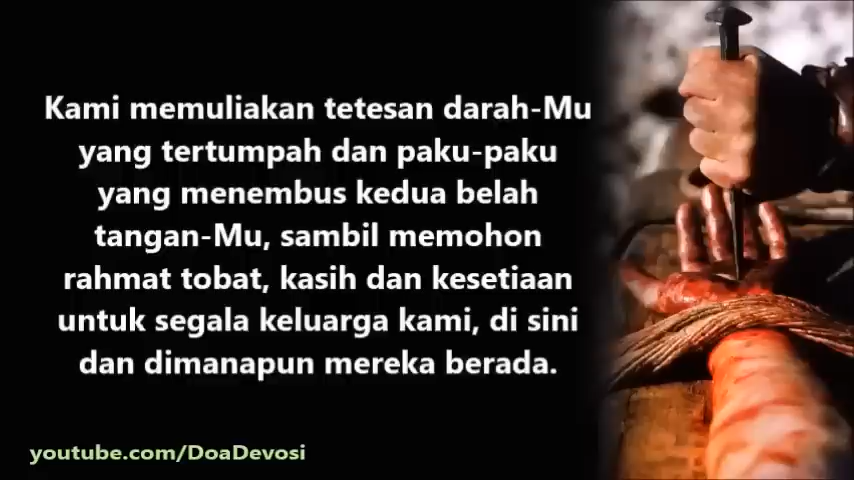 Kami memuliakan tetesan darah-Mu
yang tertumpah dan paku-paku
yang menembus kedua belah
tangan-Mu, sambil memohon
rahmat tobat, kasih dan kesetiaan
untuk segala keluarga kami, di sini
dan dimanapun mereka berada.
youtube.com/DoaDevosi